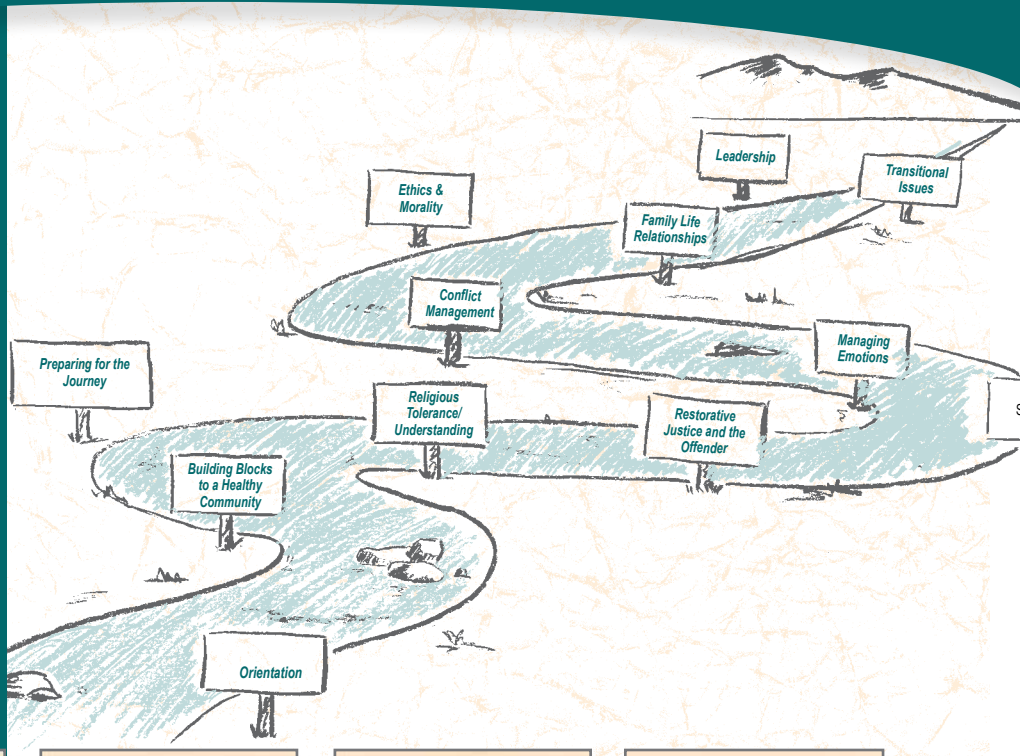 Leadership
Transitional
Issues
Ethics &
Morality
Family Life
Relationships
Conflict
Management
Managing
Emotions
Preparing for the
Journey
Religious
Tolerance/
Understanding
Restorative
Justice and the
Offender
S
Building Blocks
to a Healthy
Community
Orientation